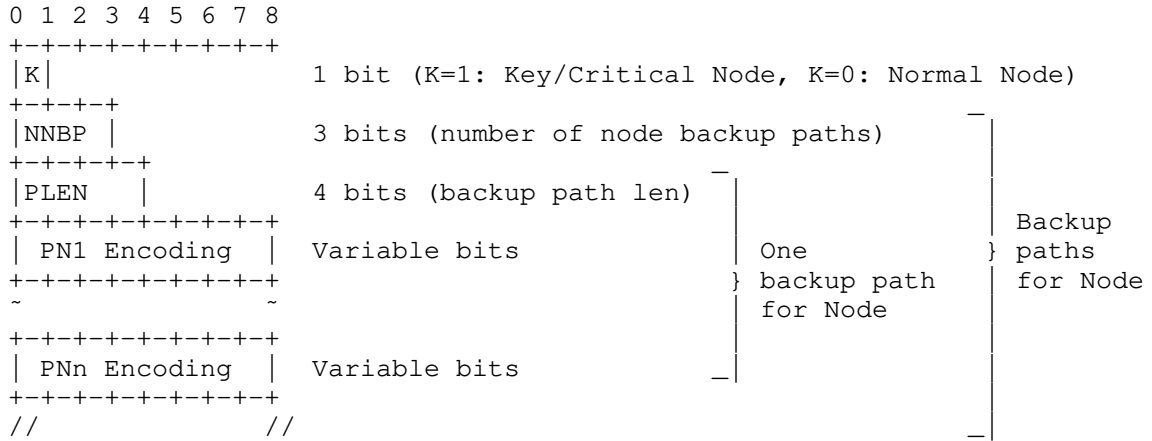 0 1 2 3 4 5 6 7 8
+-+-+-+-+-+-+-+-+
|K|                1 bit (K=1: Key/Critical Node, K=0: Normal Node)
+-+-+-+                                                     _
|NNBP |            3 bits (number of node backup paths)      |
+-+-+-+-+                                    _               |
|PLEN   |          4 bits (backup path len)   |              |
+-+-+-+-+-+-+-+-+                             |              | Backup
| PN1 Encoding  |  Variable bits              | One          } paths
+-+-+-+-+-+-+-+-+                             } backup path  | for Node
~               ~                             | for Node     |
+-+-+-+-+-+-+-+-+                             |              |
| PNn Encoding  |  Variable bits             _|              |
+-+-+-+-+-+-+-+-+                                            |
//              //                                          _|